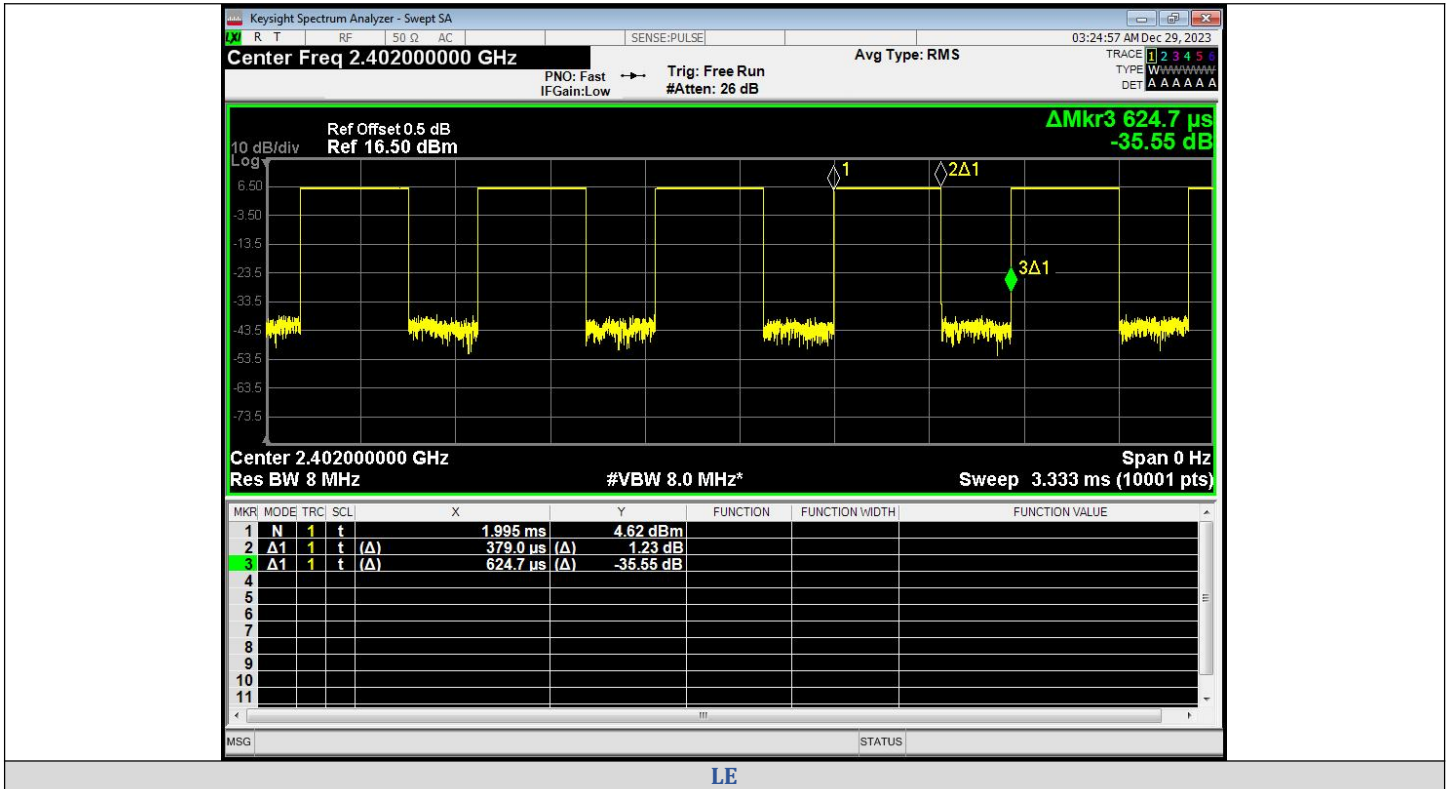 Keysight Spectrum Analyzer - Swept SA
LXI R T RF 50 Ω AC SENSE:PULSE 03:24:57 AM Dec 29, 2023
Center Freq 2.402000000 GHz Avg Type: RMS TRACE 1 2 3 4 5 6
PNO: Fast Trig: Free Run TYPE WWWWWW
IFGain:Low #Atten: 26 dB DET A A A A A A
ΔMkr3 624.7 µs
Ref Offset 0.5 dB
10 dB/div Ref 16.50 dBm -35.55 dB
Log
1 2Δ1
6.50
-3.50
-13.5
-23.5 3Δ1
-33.5
-43.5
-53.5
-63.5
-73.5
Center 2.402000000 GHz Span 0 Hz
Res BW 8 MHz #VBW 8.0 MHz* Sweep 3.333 ms (10001 pts)
MKR MODE TRC SCL X Y FUNCTION FUNCTION WIDTH FUNCTION VALUE
1 N 1 t 1.995 ms 4.62 dBm
2 Δ1 1 t (Δ) 379.0 µs (Δ) 1.23 dB
3 Δ1 1 t (Δ) 624.7 µs (Δ) -35.55 dB
4
5
6
7
8
9
10
11
MSG STATUS
LE